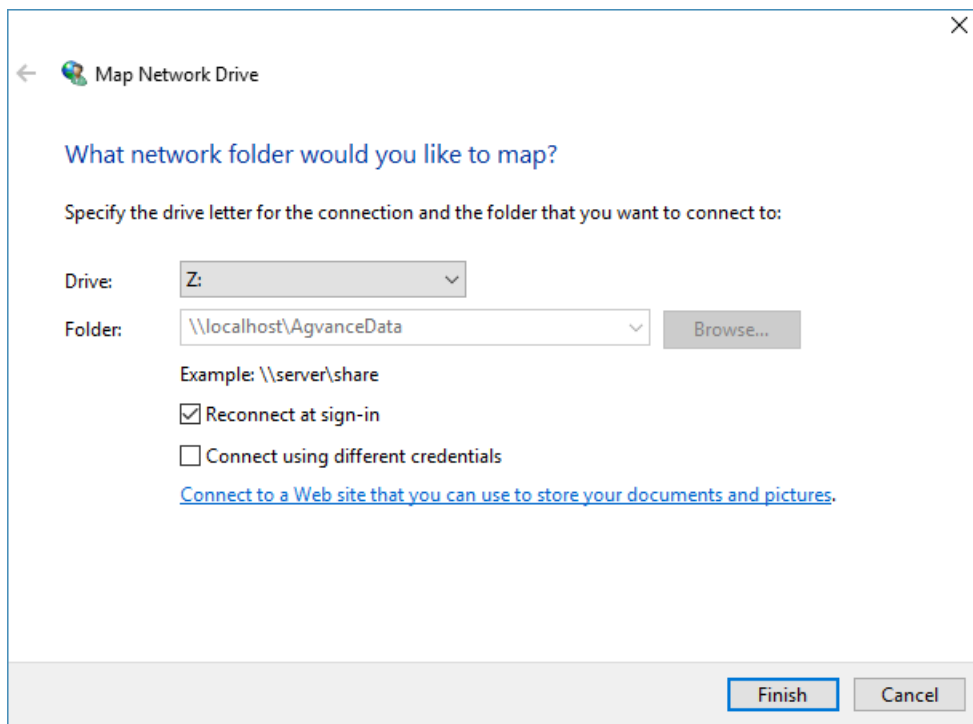 Map Network Drive
What network folder would you like to map?
Specify the drive letter for the connection and the folder that you want to connect to:
Drive: Z:
Folder: \\localhost\AgvanceData Browse...
Example: \\server\share
Reconnect at sign-in
Connect using different credentials
Connect to a Web site that you can use to store your documents and pictures.
Finish Cancel